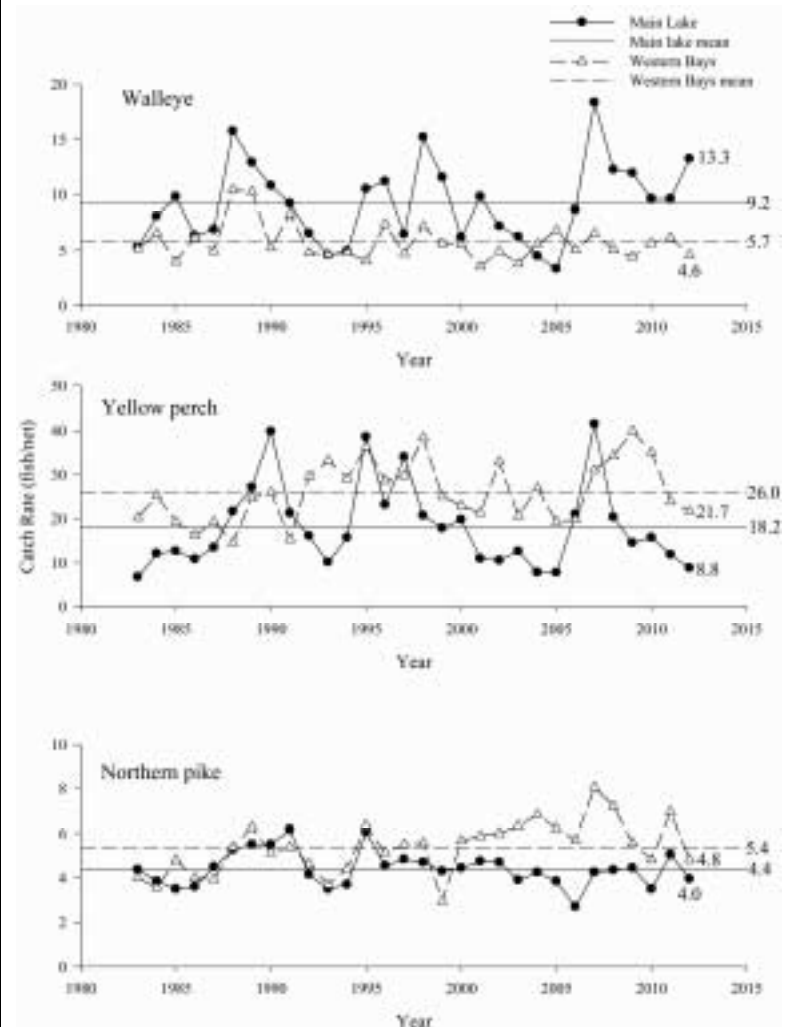 Main Lake
Main lake mean
Western Bays
Western Bays mean
Walleye
20
15
10
5
0
13.3
9.2
5.7
4.6
1980 1985 1990 1995 2000 2005 2010 2015
Year
Catch Rate (fish/net)
Yellow perch
50
40
30
20
10
0
26.0
21.7
18.2
8.8
1980 1985 1990 1995 2000 2005 2010 2015
Year
Northern pike
10
8
6
4
2
0
5.4
4.8
4.4
4.0
1980 1985 1990 1995 2000 2005 2010 2015
Year